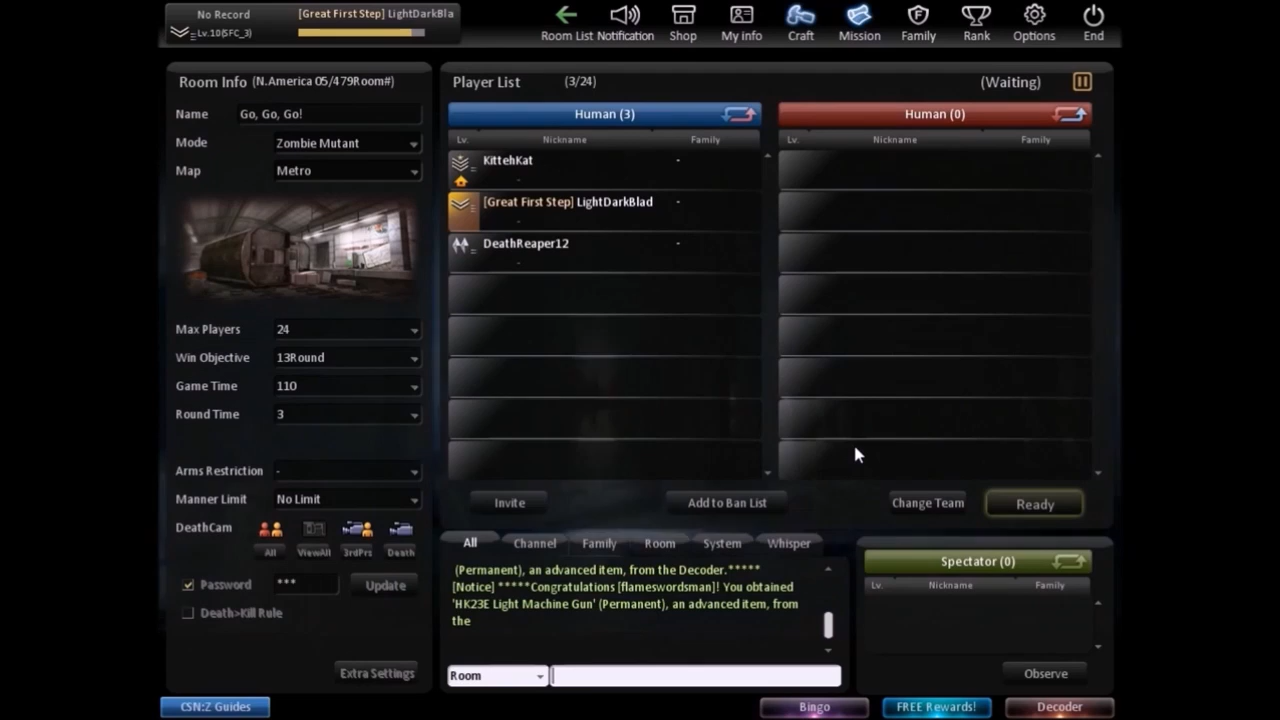 No Record
[Great First Step] LightDarkBla
Lv.10(SFC_3)
Room List
Notification
Shop
My info
Craft
Mission
Family
Rank
Options
End
Room Info (N.America 05/479Room#)
Name Go, Go, Go!
Mode Zombie Mutant
Map Metro
Max Players 24
Win Objective 13Round
Game Time 110
Round Time 3
Arms Restriction -
Manner Limit No Limit
DeathCam
All ViewAll 3rdPrs Death
Password *** Update
Death>Kill Rule
Extra Settings
Player List (3/24) (Waiting)
Human (3)
Lv. Nickname Family
KittehKat -
-
[Great First Step] LightDarkBlad -
-
DeathReaper12 -
-
Human (0)
Lv. Nickname Family
Invite Add to Ban List Change Team Ready
All Channel Family Room System Whisper
(Permanent), an advanced item, from the Decoder.*****
[Notice] *****Congratulations [flameswordsman]! You obtained
'HK23E Light Machine Gun' (Permanent), an advanced item, from
the
Room
Spectator (0)
Lv. Nickname Family
Observe
CSN:Z Guides
Bingo
FREE Rewards!
Decoder